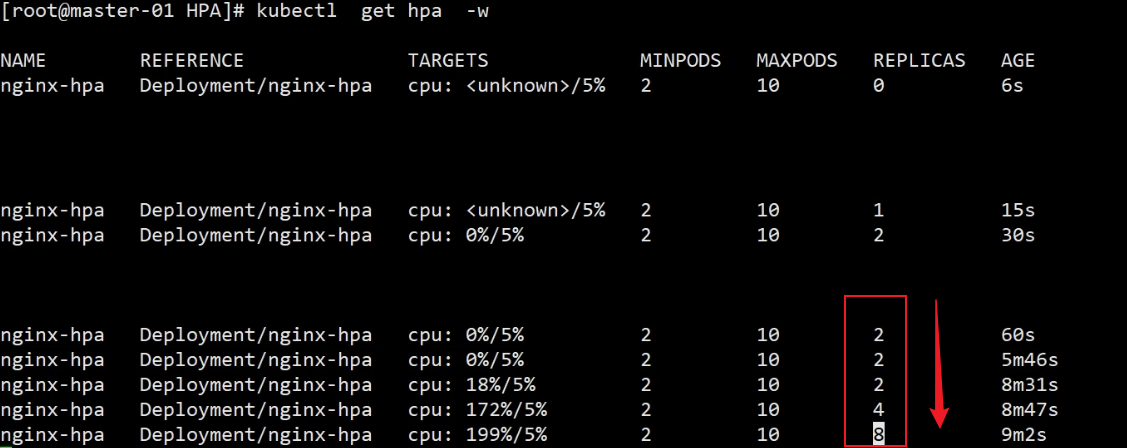 [root@master-01 HPA]# kubectl  get hpa  -w
NAME REFERENCE TARGETS MINPODS MAXPODS REPLICAS AGE
nginx-hpa Deployment/nginx-hpa cpu: <unknown>/5% 2 10 0 6s
nginx-hpa Deployment/nginx-hpa cpu: <unknown>/5% 2 10 1 15s
nginx-hpa Deployment/nginx-hpa cpu: 0%/5% 2 10 2 30s
nginx-hpa Deployment/nginx-hpa cpu: 0%/5% 2 10 2 60s
nginx-hpa Deployment/nginx-hpa cpu: 0%/5% 2 10 2 5m46s
nginx-hpa Deployment/nginx-hpa cpu: 18%/5% 2 10 2 8m31s
nginx-hpa Deployment/nginx-hpa cpu: 172%/5% 2 10 4 8m47s
nginx-hpa Deployment/nginx-hpa cpu: 199%/5% 2 10 8 9m2s